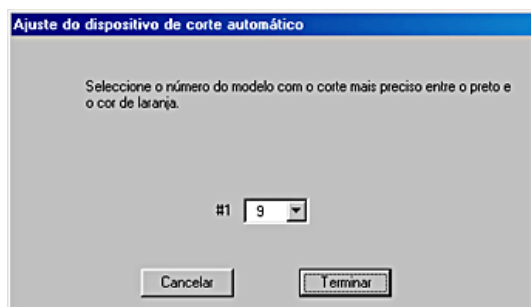 Ajuste do dispositivo de corte automático
Seleccione o número do modelo com o corte mais preciso entre o preto e
o cor de laranja.
#1 9
Cancelar Terminar